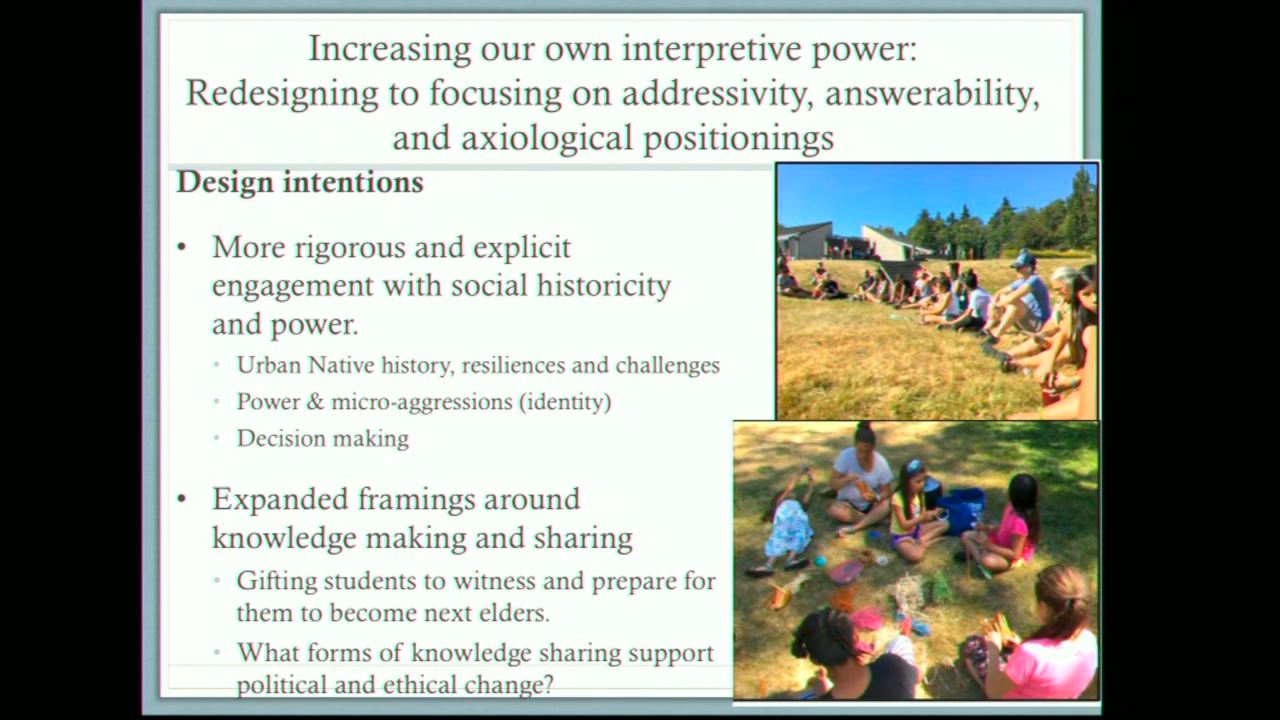 Increasing our own interpretive power:
Redesigning to focusing on addressivity, answerability,
and axiological positionings
Design intentions
• More rigorous and explicit
engagement with social historicity
and power.
• Urban Native history, resiliences and challenges
• Power & micro-aggressions (identity)
• Decision making
• Expanded framings around
knowledge making and sharing
• Gifting students to witness and prepare for
them to become next elders.
• What forms of knowledge sharing support
political and ethical change?